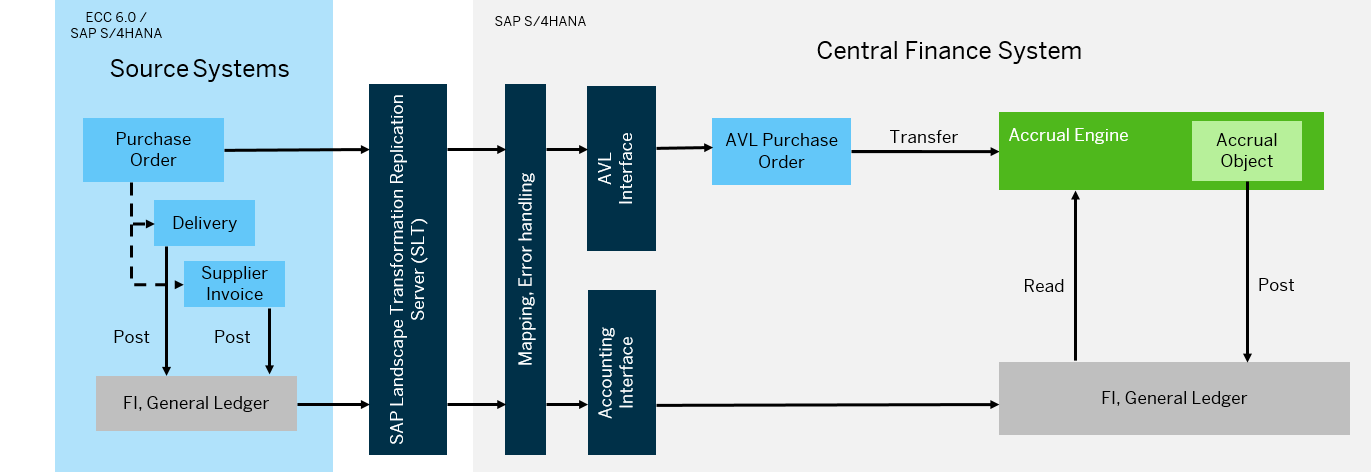 ECC 6.0 /
SAP S/4HANA
Source Systems
Purchase
Order
Delivery
Supplier
Invoice
Post
Post
FI, General Ledger
SAP Landscape Transformation Replication
Server (SLT)
SAP S/4HANA
Central Finance System
Mapping, Error handling
AVL
Interface
Accounting
Interface
AVL Purchase
Order
Transfer
Accrual Engine
Accrual
Object
Read
Post
FI, General Ledger